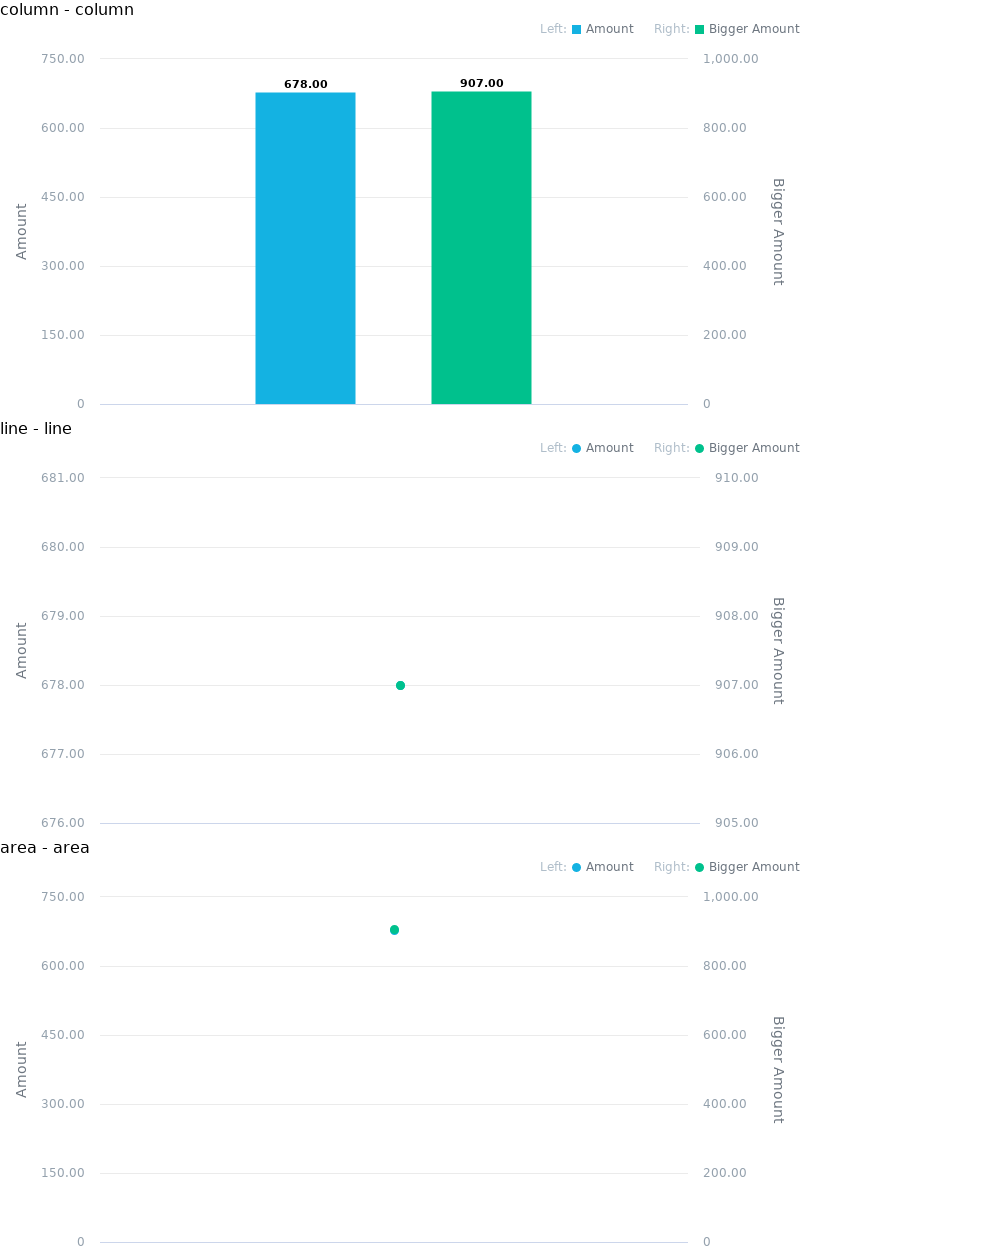 column - column
Left: Amount Right: Bigger Amount
750.00 1,000.00
678.00 907.00
600.00 800.00
450.00 600.00
Amount
Bigger Amount
300.00 400.00
150.00 200.00
0 0
line - line
Left: Amount Right: Bigger Amount
681.00 910.00
680.00 909.00
679.00 908.00
Amount
Bigger Amount
678.00 907.00
677.00 906.00
676.00 905.00
area - area
Left: Amount Right: Bigger Amount
750.00 1,000.00
600.00 800.00
450.00 600.00
Amount
Bigger Amount
300.00 400.00
150.00 200.00
0 0